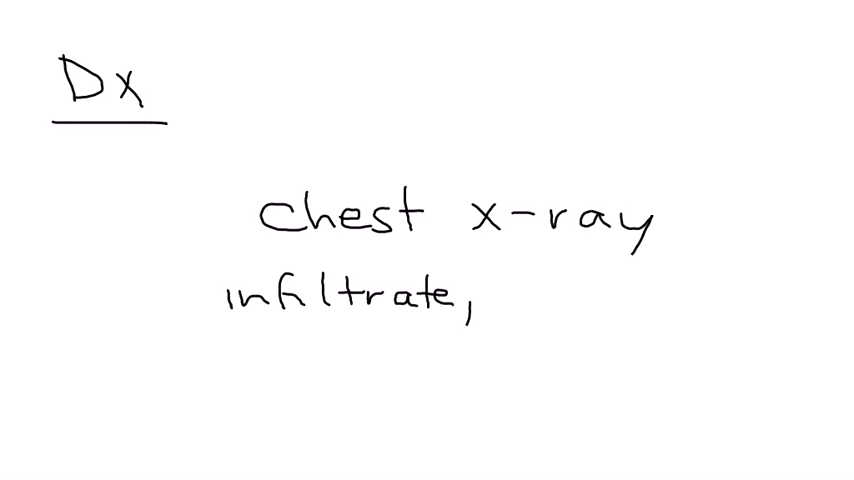 Dx
Chest x-ray
infiltrate,